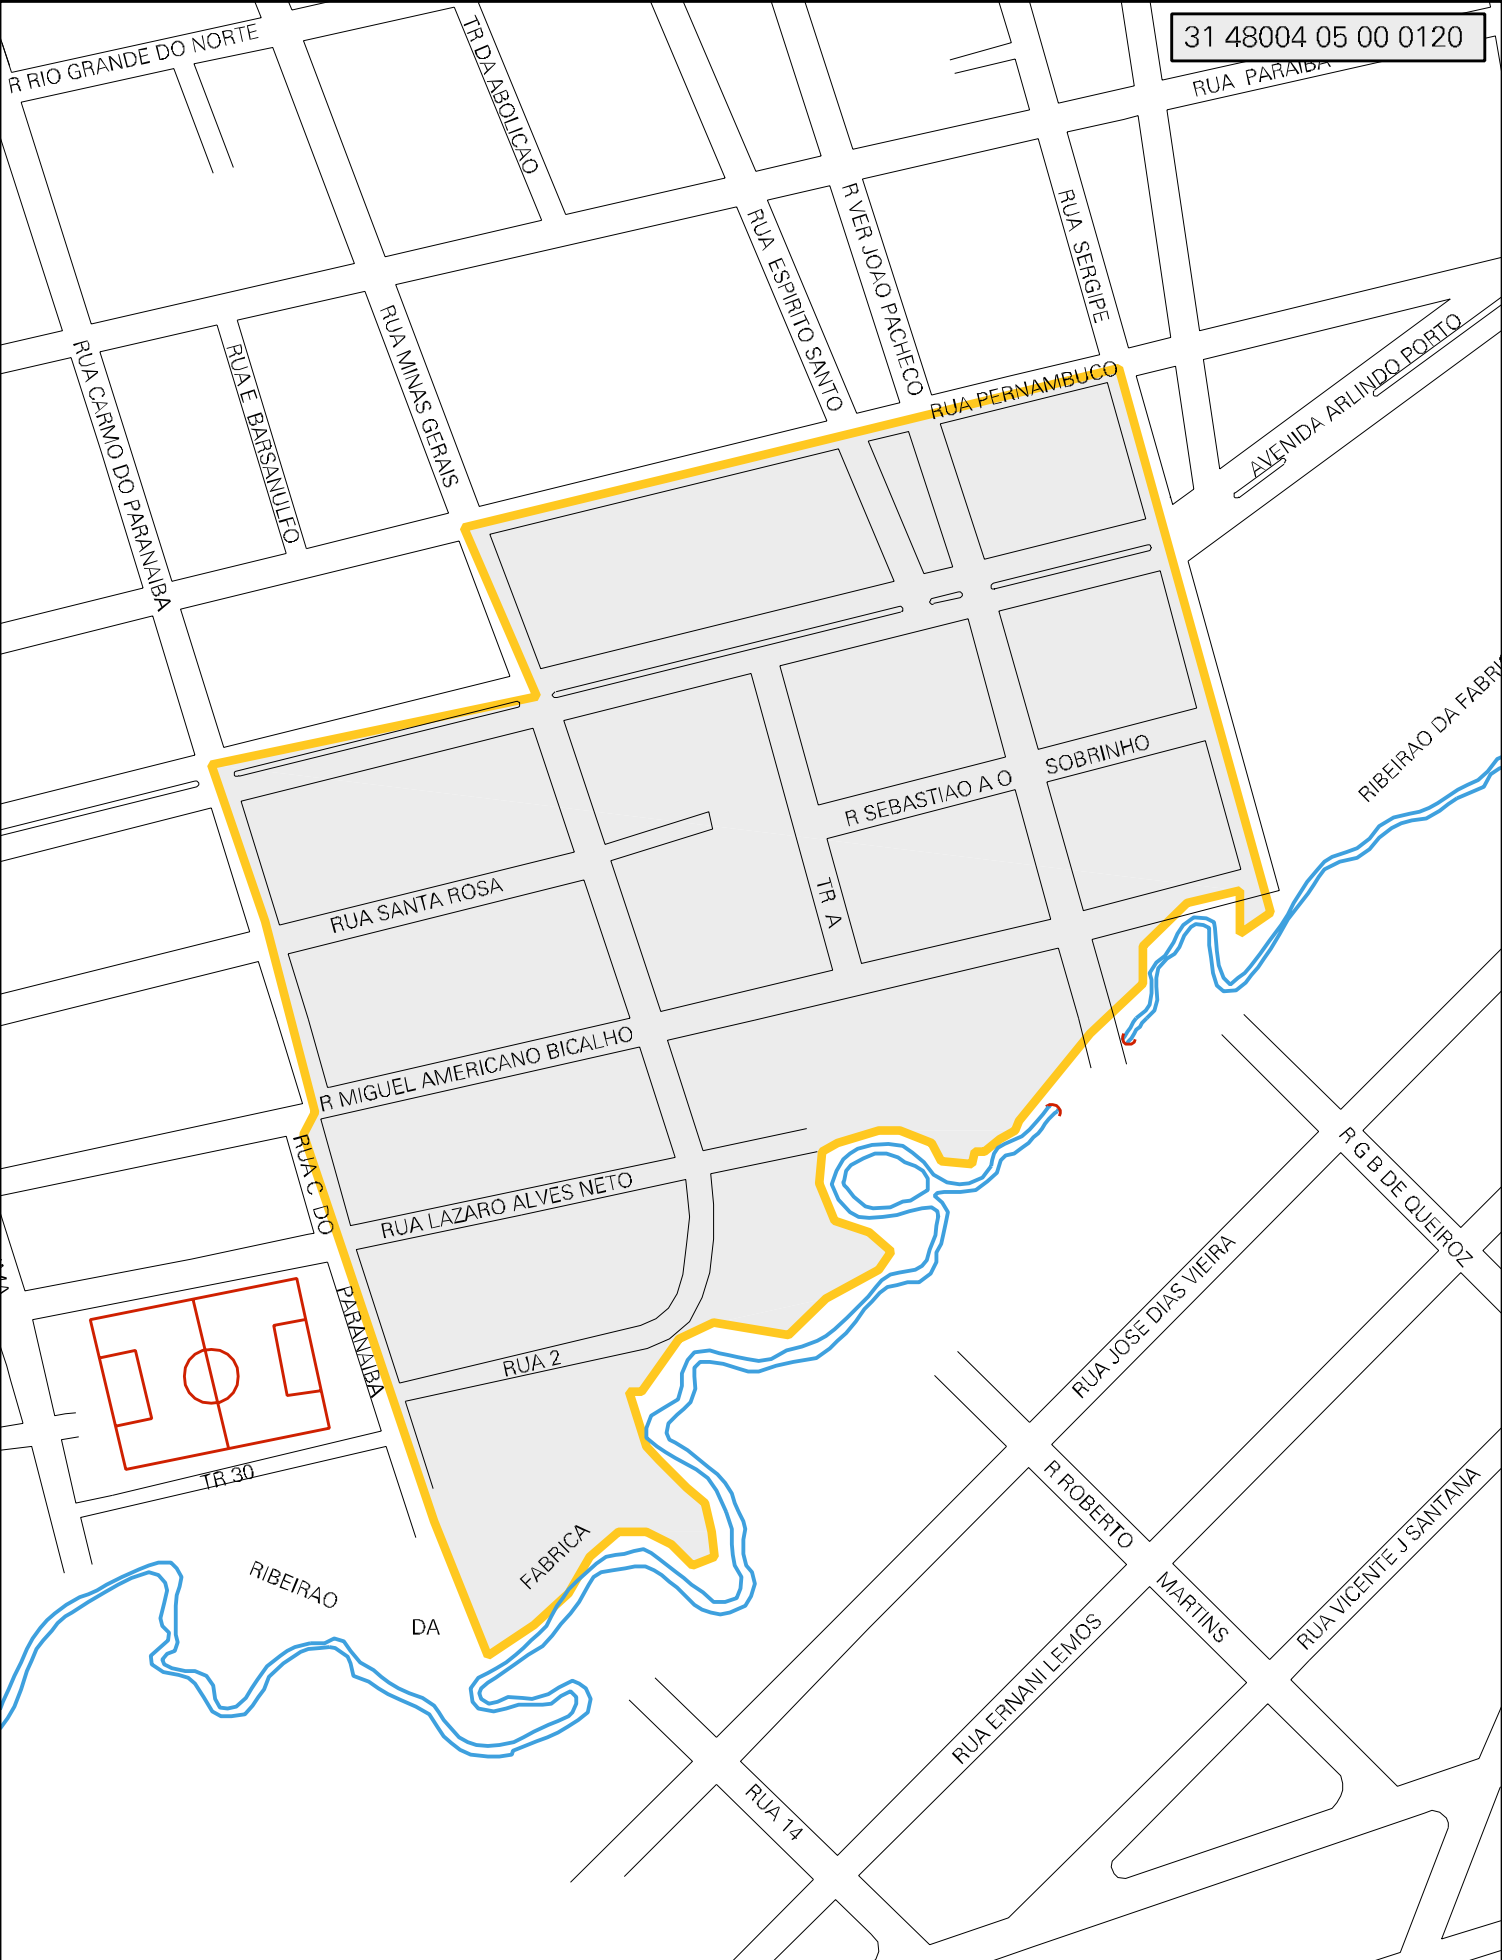 31 48004 05 00 0120
R RIO GRANDE DO NORTE
TR DA ABOLICAO
RUA PARAIBA
RUA ESPIRITO SANTO
R VER JOAO PACHECO
RUA SERGIPE
RUA CARMO DO PARANAIBA
RUA E BARSANULFO
RUA MINAS GERAIS
RUA PERNAMBUCO
AVENIDA ARLINDO PORTO
RIBEIRAO DA FABRI
R SEBASTIAO A O SOBRINHO
RUA SANTA ROSA
TR A
R MIGUEL AMERICANO BICALHO
RUA C DO PARANAIBA
RUA LAZARO ALVES NETO
R G B DE QUEIROZ
RUA JOSE DIAS VIEIRA
RUA 2
TR 30
R ROBERTO MARTINS
RUA VICENTE J SANTANA
RIBEIRAO DA FABRICA
RUA ERNANI LEMOS
RUA 14